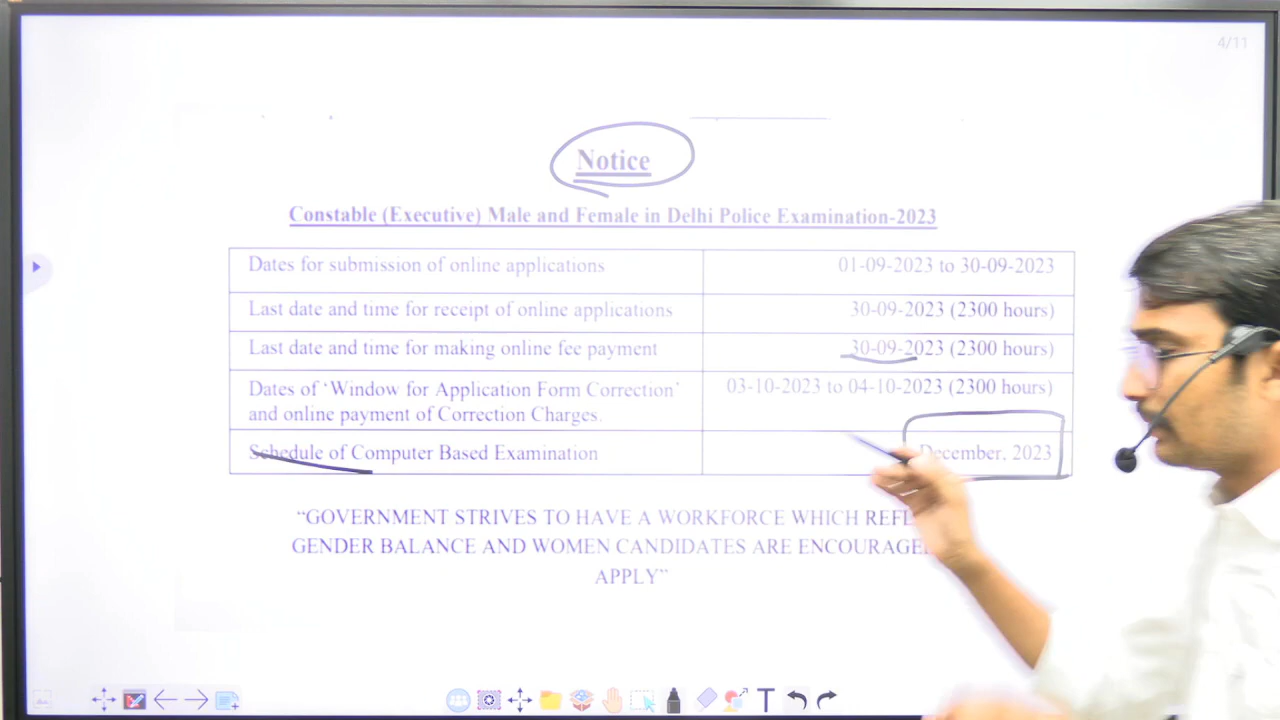 4/11
Notice
Constable (Executive) Male and Female in Delhi Police Examination-2023
Dates for submission of online applications 01-09-2023 to 30-09-2023
Last date and time for receipt of online applications 30-09-2023 (2300 hours)
Last date and time for making online fee payment 30-09-2023 (2300 hours)
Dates of 'Window for Application Form Correction' 03-10-2023 to 04-10-2023 (2300 hours)
and online payment of Correction Charges.
Schedule of Computer Based Examination December, 2023
“GOVERNMENT STRIVES TO HAVE A WORKFORCE WHICH
GENDER BALANCE AND WOMEN CANDIDATES ARE
APPLY”
T